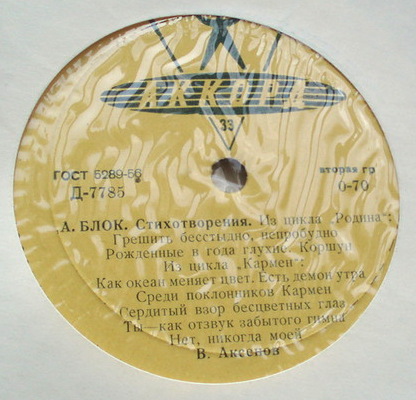 АККОРД
33
ГОСТ 5289-56
вторая гр
Д-7785
0-70
А. БЛОК. Стихотворения. Из цикла „Родина“:
Грешить бесстыдно, непробудно
Рожденные в года глухие. Коршун
Из цикла „Кармен“:
Как океан меняет цвет. Есть демон утра
Среди поклонников Кармен
Сердитый взор бесцветных глаз
Ты—как отзвук забытого гимна
Нет, никогда моей
В. Аксенов